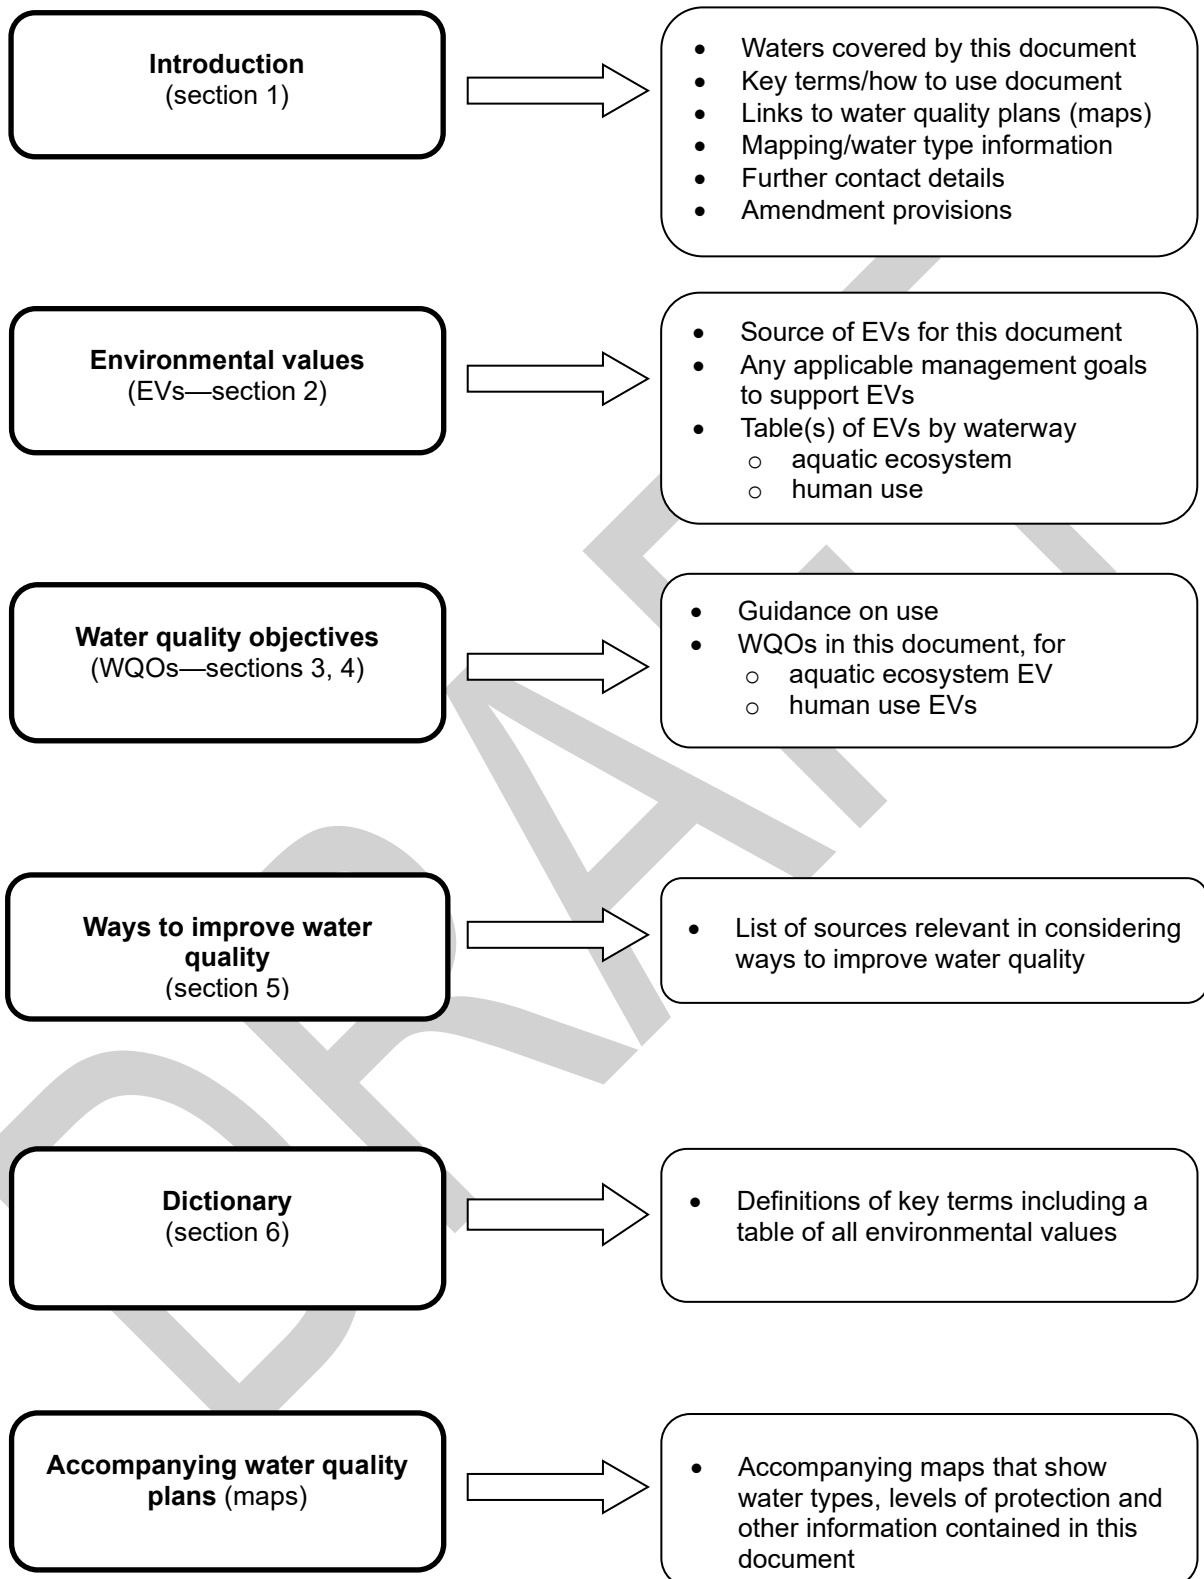 Introduction
(section 1)
• Waters covered by this document
• Key terms/how to use document
• Links to water quality plans (maps)
• Mapping/water type information
• Further contact details
• Amendment provisions
Environmental values
(EVs—section 2)
• Source of EVs for this document
• Any applicable management goals
to support EVs
• Table(s) of EVs by waterway
o aquatic ecosystem
o human use
Water quality objectives
(WQOs—sections 3, 4)
• Guidance on use
• WQOs in this document, for
o aquatic ecosystem EV
o human use EVs
Ways to improve water
quality
(section 5)
• List of sources relevant in considering
ways to improve water quality
Dictionary
(section 6)
• Definitions of key terms including a
table of all environmental values
Accompanying water quality
plans (maps)
• Accompanying maps that show
water types, levels of protection and
other information contained in this
document
DRAFT